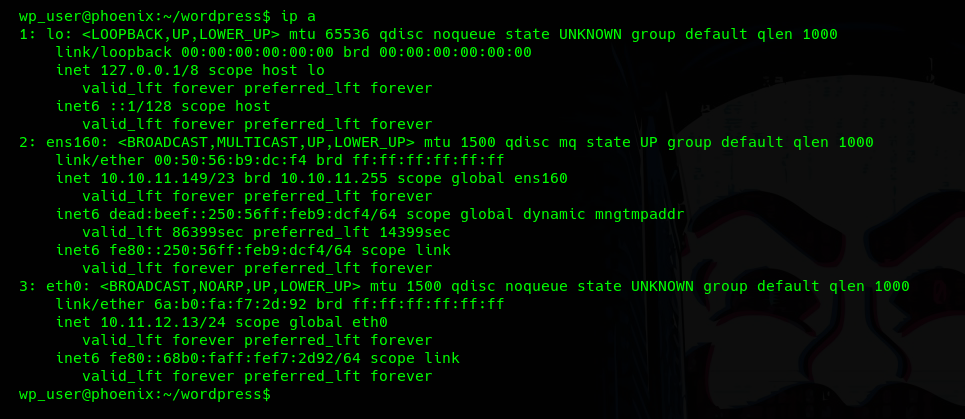 wp_user@phoenix:~/wordpress$ ip a
1: lo: <LOOPBACK,UP,LOWER_UP> mtu 65536 qdisc noqueue state UNKNOWN group default qlen 1000
    link/loopback 00:00:00:00:00:00 brd 00:00:00:00:00:00
    inet 127.0.0.1/8 scope host lo
       valid_lft forever preferred_lft forever
    inet6 ::1/128 scope host
       valid_lft forever preferred_lft forever
2: ens160: <BROADCAST,MULTICAST,UP,LOWER_UP> mtu 1500 qdisc mq state UP group default qlen 1000
    link/ether 00:50:56:b9:dc:f4 brd ff:ff:ff:ff:ff:ff
    inet 10.10.11.149/23 brd 10.10.11.255 scope global ens160
       valid_lft forever preferred_lft forever
    inet6 dead:beef::250:56ff:feb9:dcf4/64 scope global dynamic mngtmpaddr
       valid_lft 86399sec preferred_lft 14399sec
    inet6 fe80::250:56ff:feb9:dcf4/64 scope link
       valid_lft forever preferred_lft forever
3: eth0: <BROADCAST,NOARP,UP,LOWER_UP> mtu 1500 qdisc noqueue state UNKNOWN group default qlen 1000
    link/ether 6a:b0:fa:f7:2d:92 brd ff:ff:ff:ff:ff:ff
    inet 10.11.12.13/24 scope global eth0
       valid_lft forever preferred_lft forever
    inet6 fe80::68b0:faff:fef7:2d92/64 scope link
       valid_lft forever preferred_lft forever
wp_user@phoenix:~/wordpress$